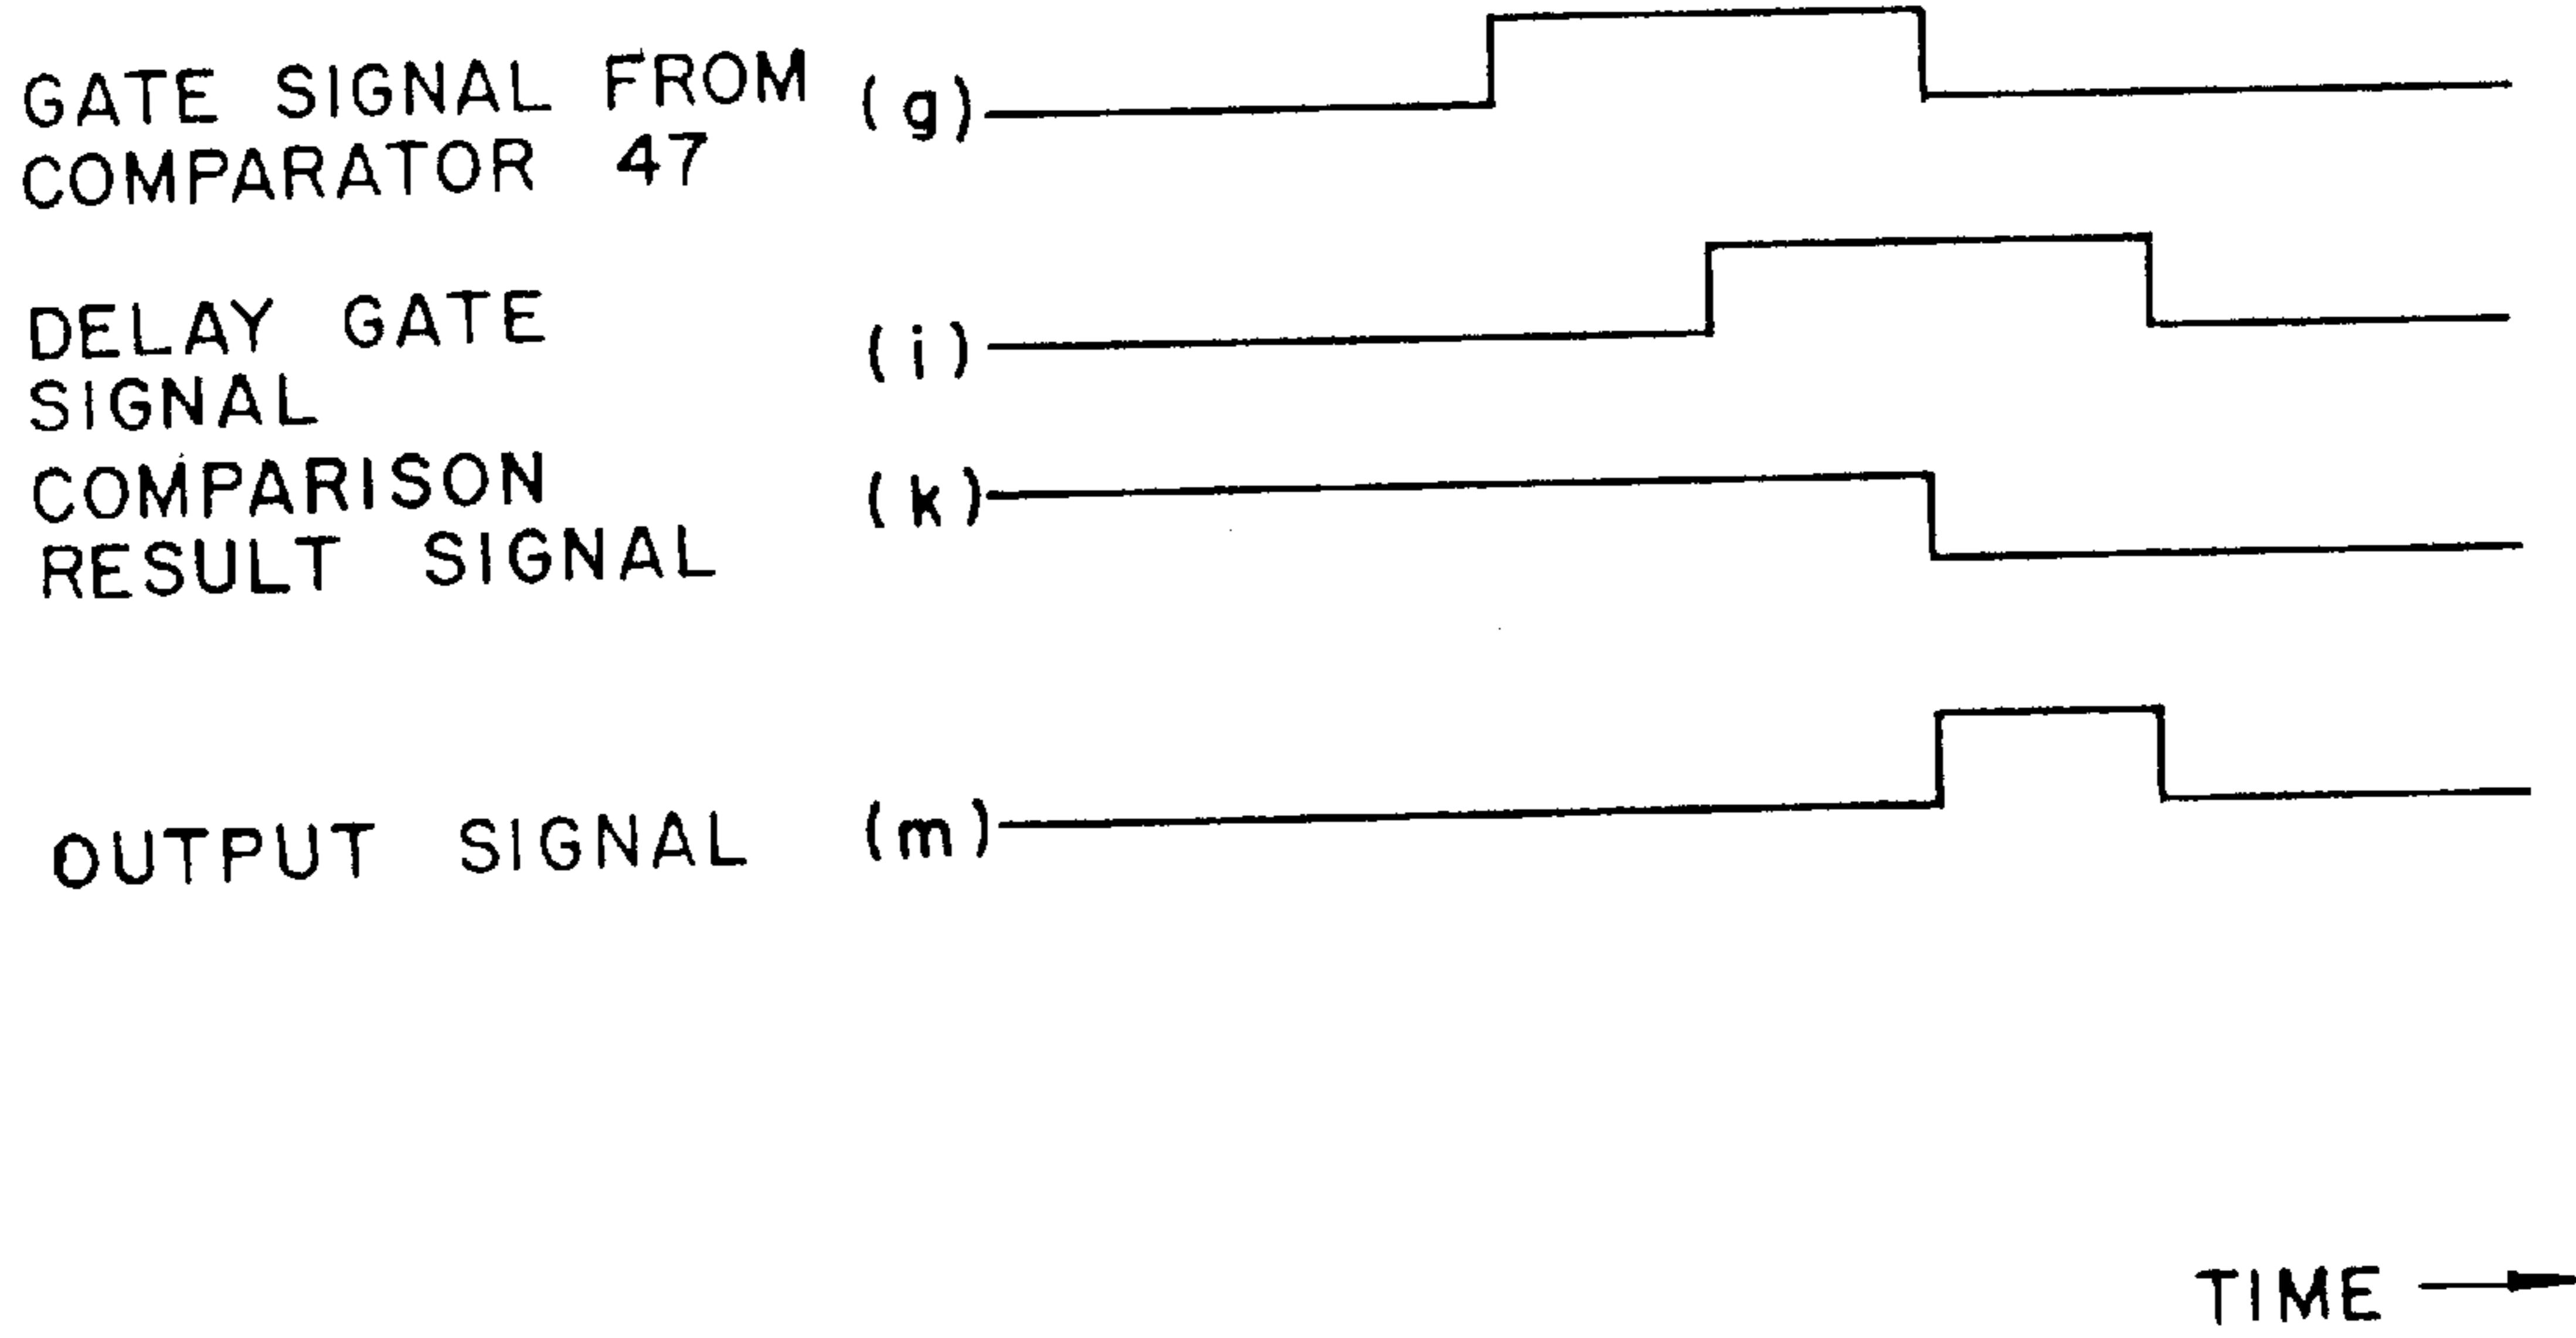 GATE SIGNAL FROM (g)
COMPARATOR 47
DELAY GATE (i)
SIGNAL
COMPARISON (k)
RESULT SIGNAL
OUTPUT SIGNAL (m)
TIME